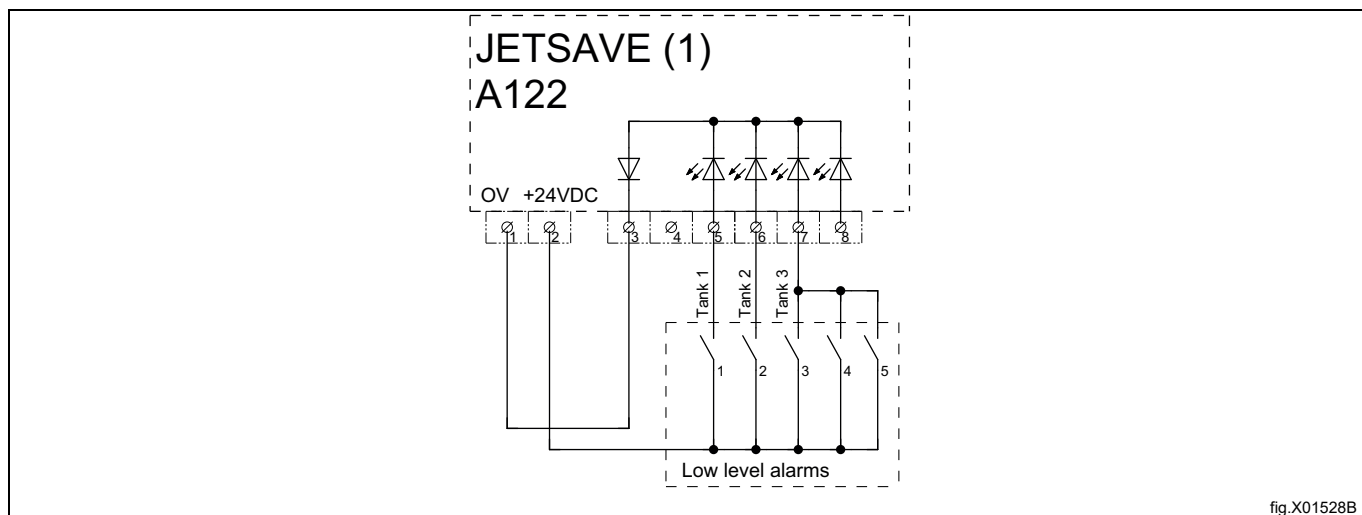 JETSAVE (1)
A122
OV +24VDC
1 2 3 4 5 6 7 8
Tank 1
Tank 2
Tank 3
1 2 3 4 5
Low level alarms
fig.X01528B